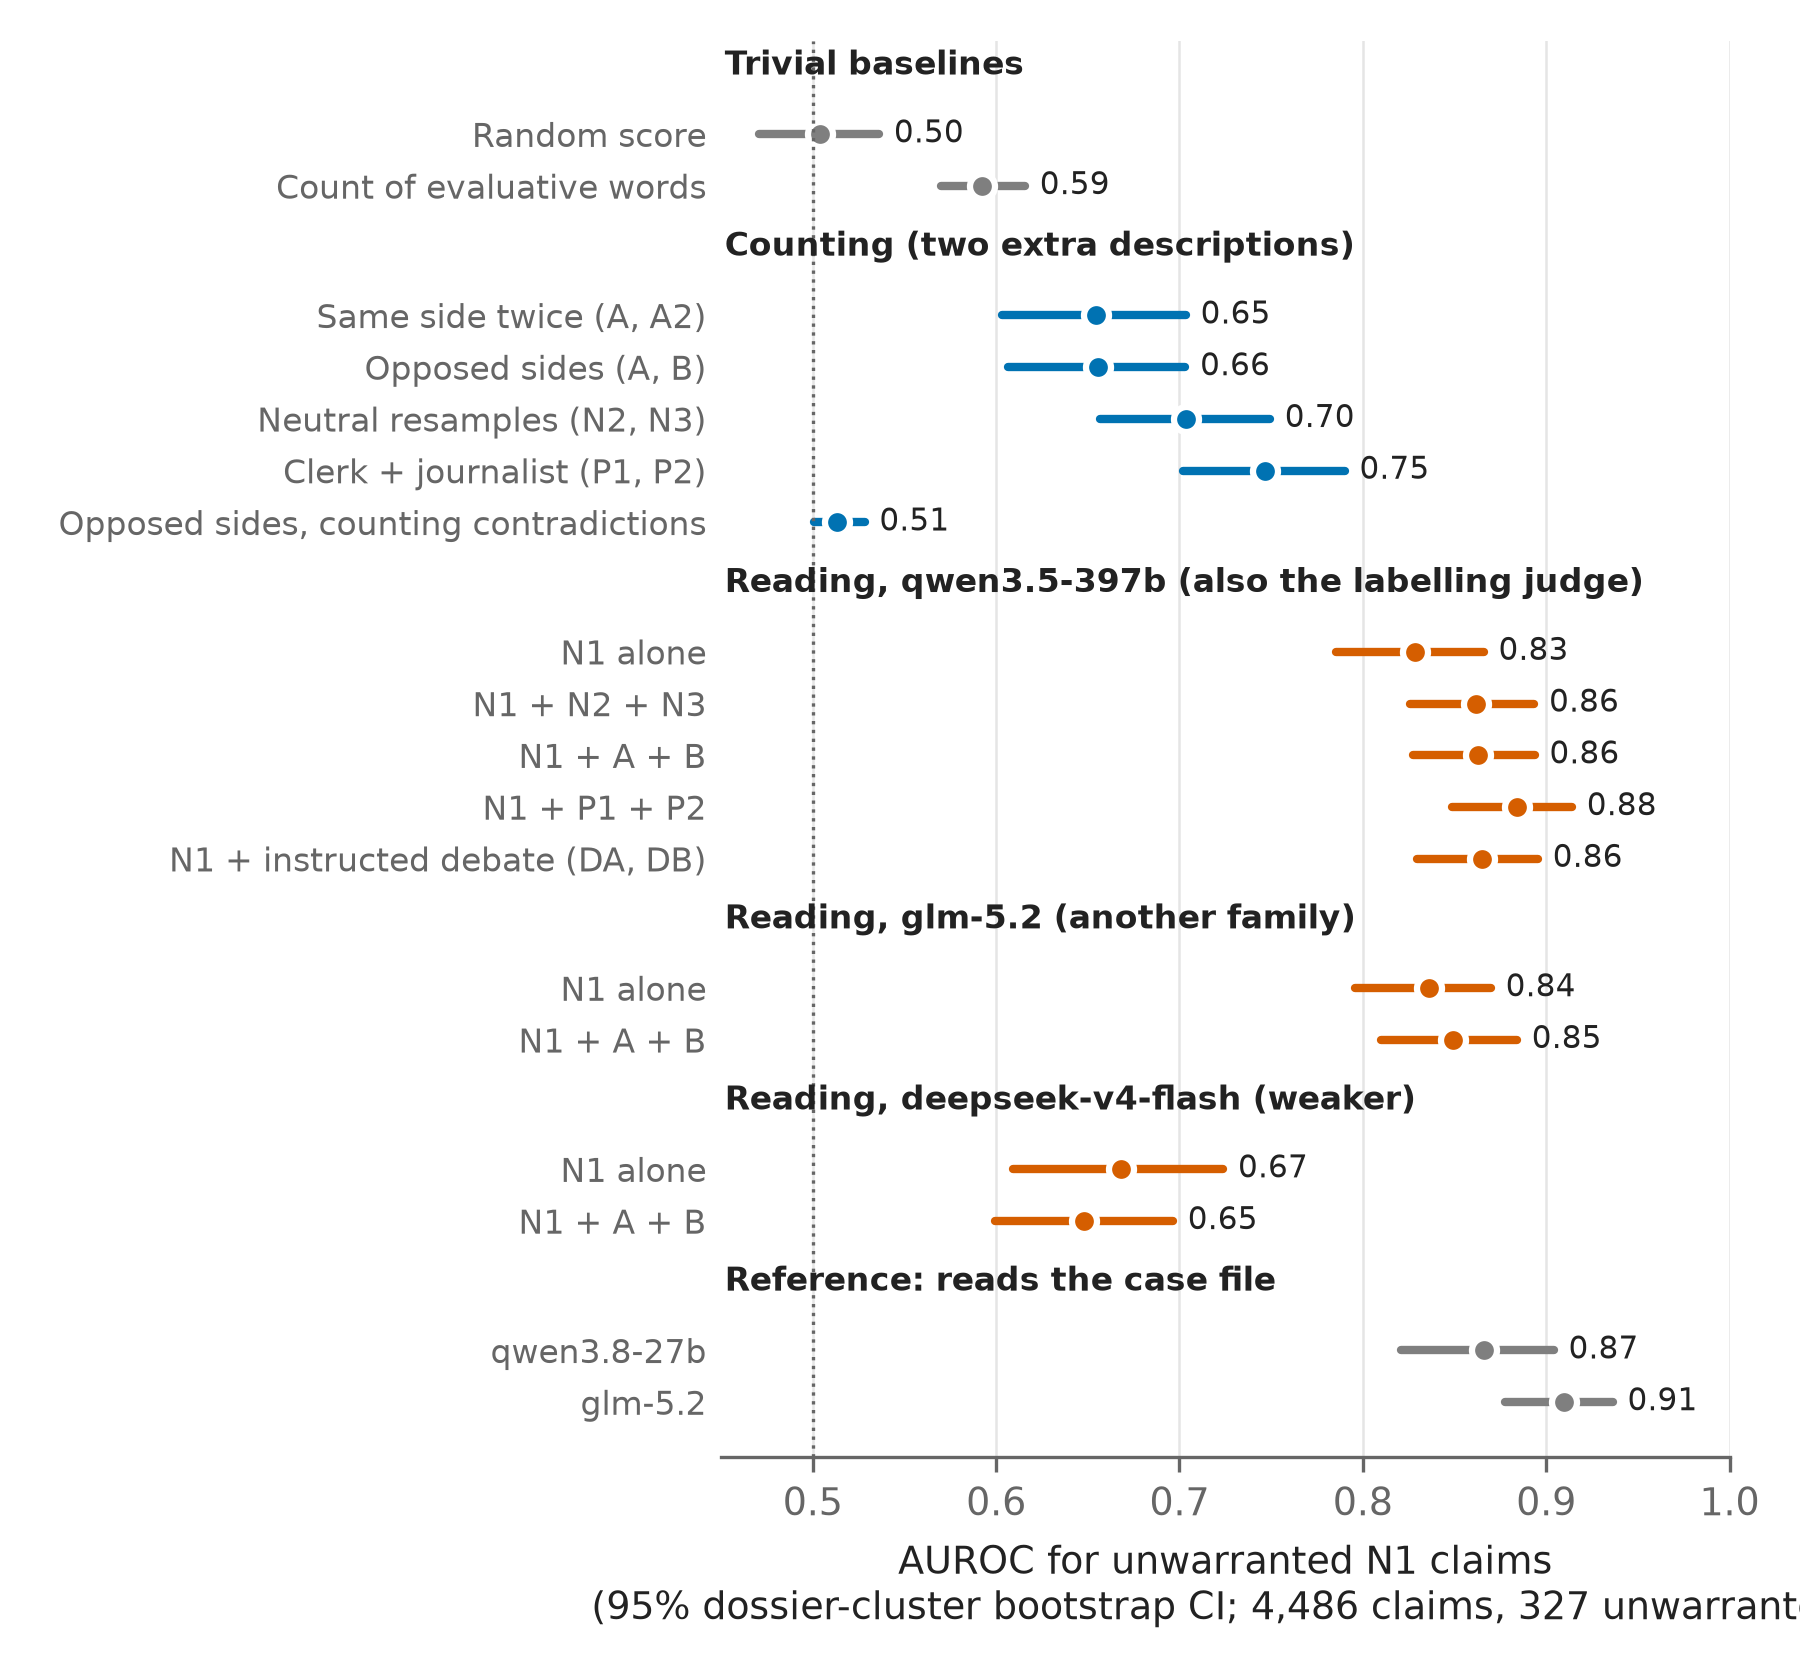 Trivial baselines
Random score 0.50
Count of evaluative words 0.59
Counting (two extra descriptions)
Same side twice (A, A2) 0.65
Opposed sides (A, B) 0.66
Neutral resamples (N2, N3) 0.70
Clerk + journalist (P1, P2) 0.75
Opposed sides, counting contradictions 0.51
Reading, qwen3.5-397b (also the labelling judge)
N1 alone 0.83
N1 + N2 + N3 0.86
N1 + A + B 0.86
N1 + P1 + P2 0.88
N1 + instructed debate (DA, DB) 0.86
Reading, glm-5.2 (another family)
N1 alone 0.84
N1 + A + B 0.85
Reading, deepseek-v4-flash (weaker)
N1 alone 0.67
N1 + A + B 0.65
Reference: reads the case file
qwen3.8-27b 0.87
glm-5.2 0.91
0.5 0.6 0.7 0.8 0.9 1.0
AUROC for unwarranted N1 claims
(95% dossier-cluster bootstrap CI; 4,486 claims, 327